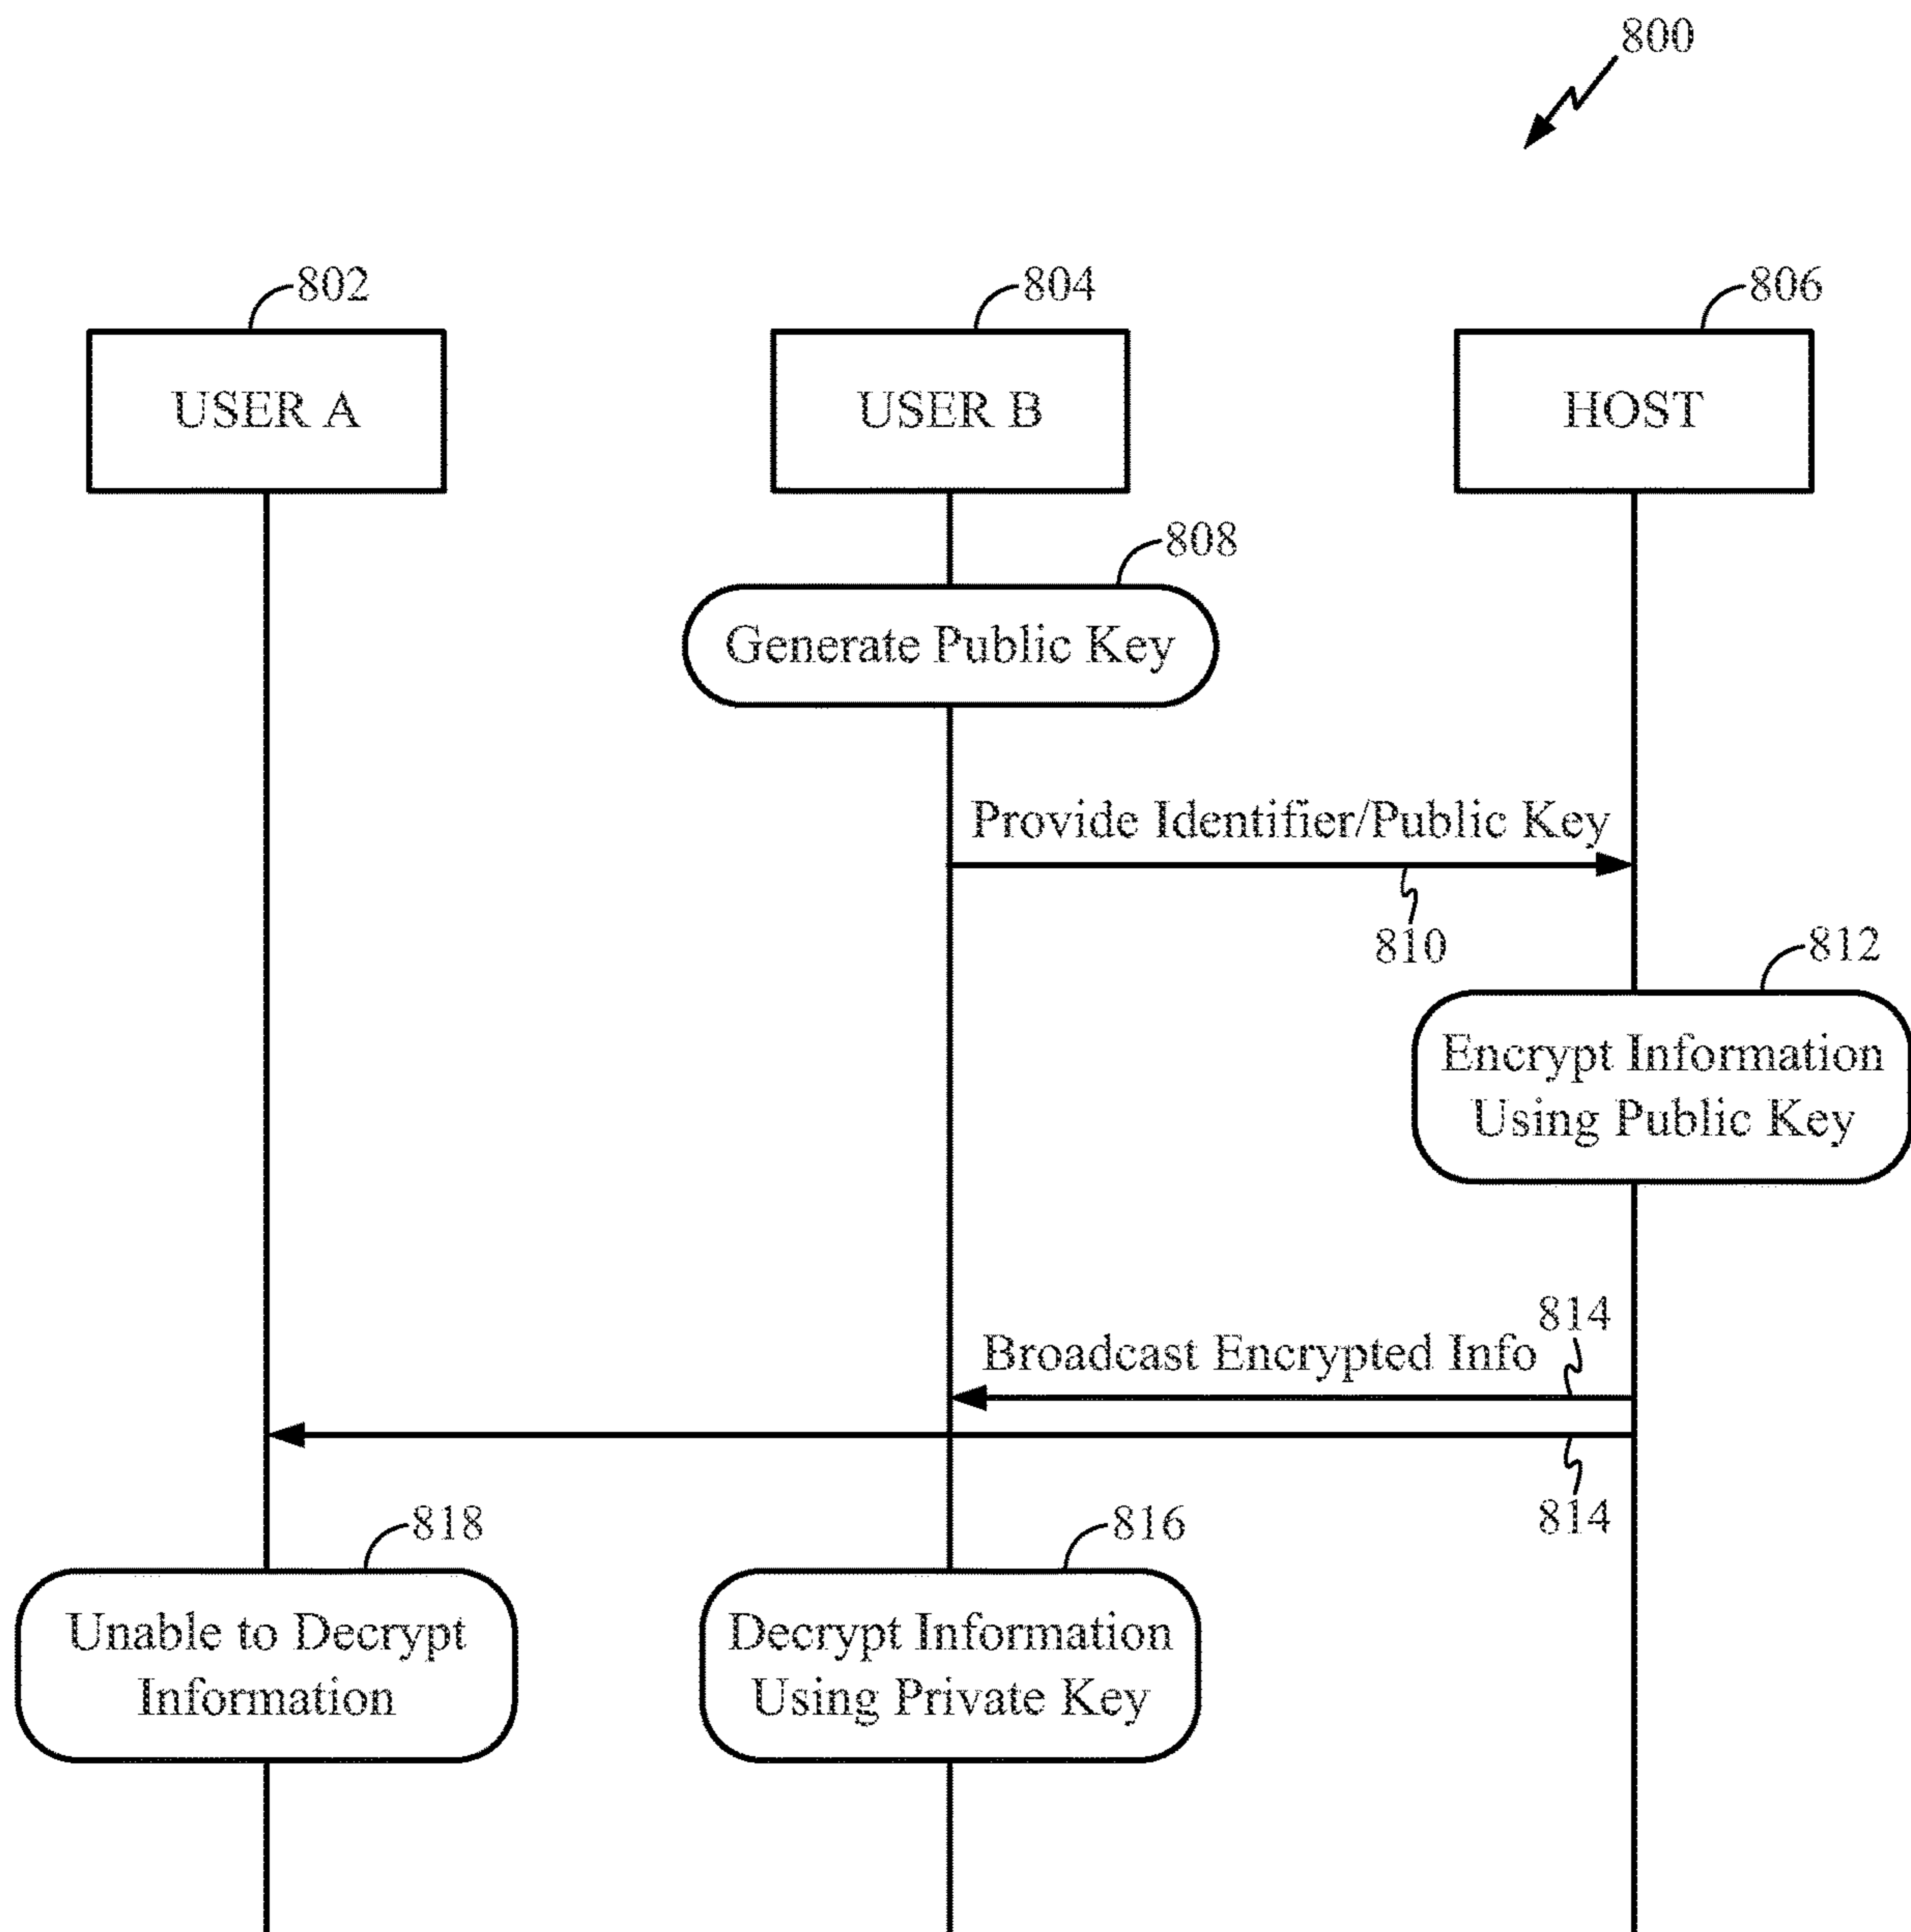 800
802
804
806
USER A
USER B
HOST
808
Generate Public Key
Provide Identifier/Public Key
810
812
Encrypt Information
Using Public Key
814
Broadcast Encrypted Info
814
818
816
Unable to Decrypt
Information
Decrypt Information
Using Private Key